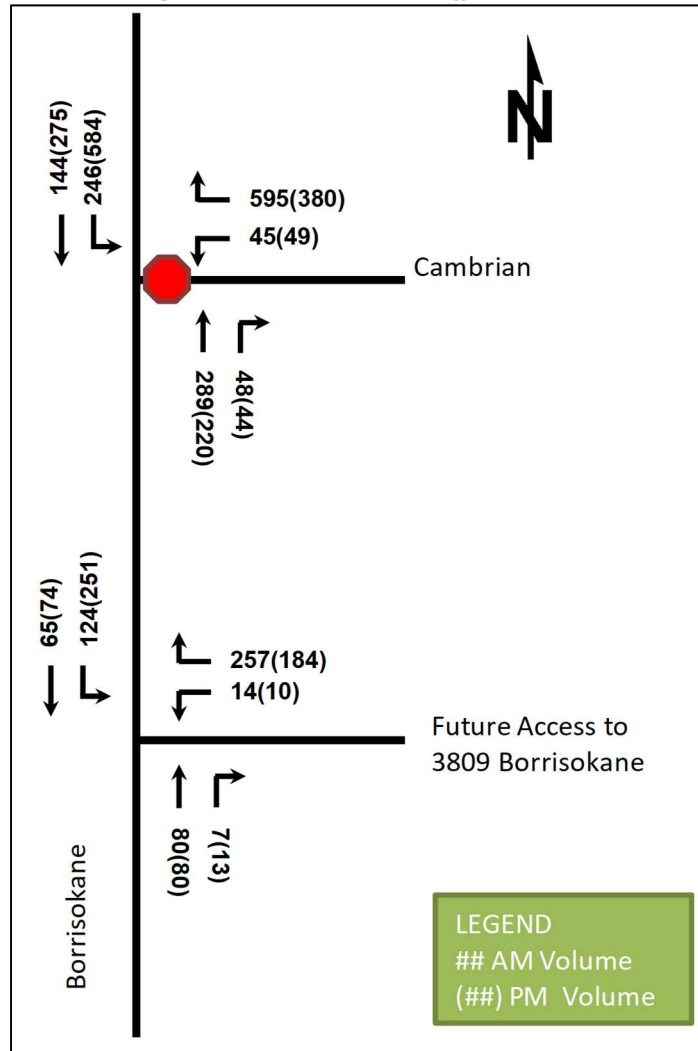 N
144(275)
246(584)
595(380)
45(49)
Cambrian
289(220)
48(44)
65(74)
124(251)
257(184)
14(10)
Future Access to
3809 Borrisokane
80(80)
7(13)
Borrisokane
LEGEND
## AM Volume
(##) PM Volume